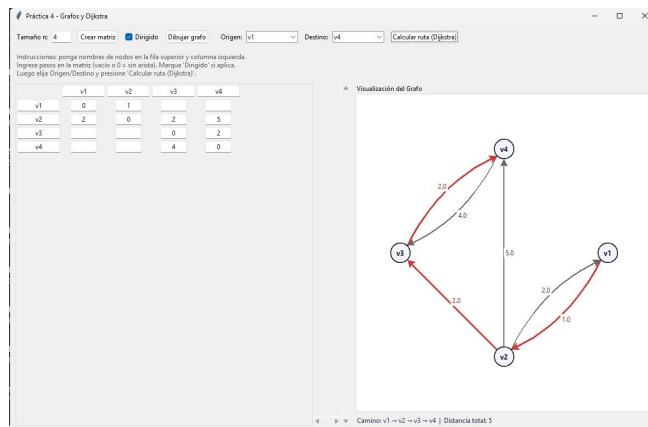 Práctica 4 - Grafos y Dijkstra
Tamaño n: 4 Crear matriz Dirigido Dibujar grafo Origen: v1 Destino: v4 Calcular ruta (Dijkstra)
Instrucciones: ponga nombres de nodos en la fila superior y columna izquierda.
Ingrese pesos en la matriz (vacío o 0 = sin arista). Marque 'Dirigido' si aplica.
Luego elija Origen/Destino y presione 'Calcular ruta (Dijkstra)'.
v1 v2 v3 v4
v1 0 1
v2 2 0 2 5
v3 0 2
v4 4 0
Visualización del Grafo
v4
2.0
4.0
v3
5.0
v1
2.0
2.0
1.0
v2
Camino: v1 → v2 → v3 → v4 | Distancia total: 5